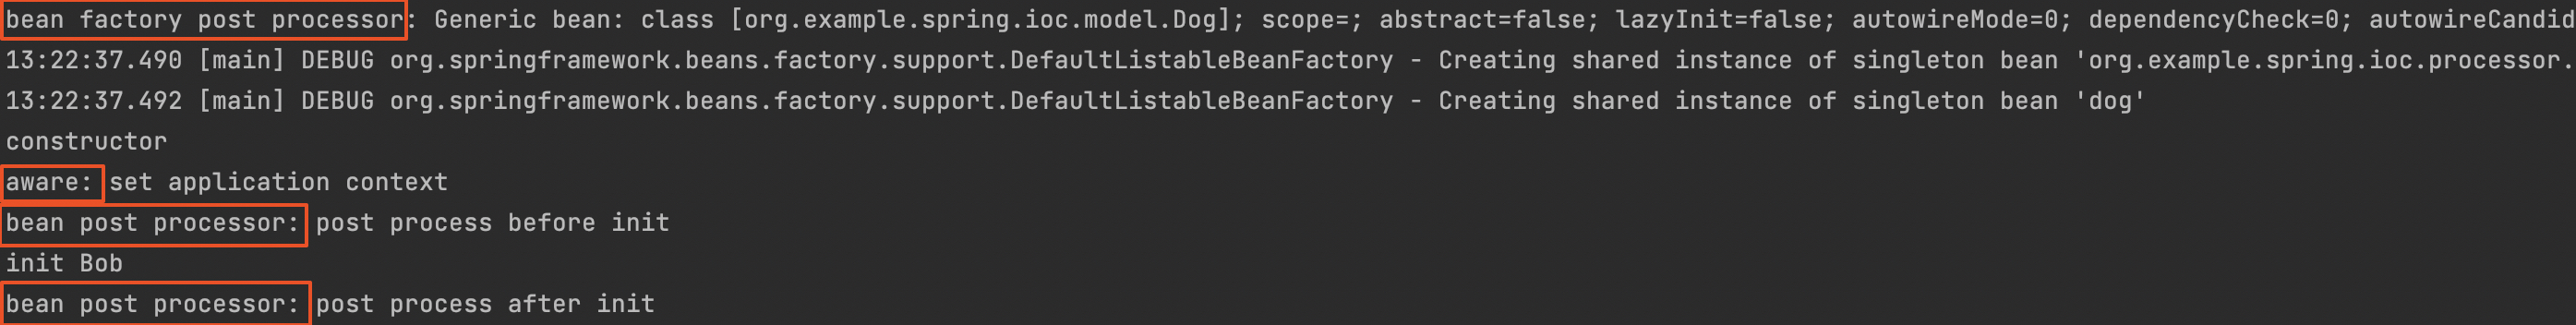 bean factory post processor: Generic bean: class [org.example.spring.ioc.model.Dog]; scope=; abstract=false; lazyInit=false; autowireMode=0; dependencyCheck=0; autowireCandid
13:22:37.490 [main] DEBUG org.springframework.beans.factory.support.DefaultListableBeanFactory - Creating shared instance of singleton bean 'org.example.spring.ioc.processor.
13:22:37.492 [main] DEBUG org.springframework.beans.factory.support.DefaultListableBeanFactory - Creating shared instance of singleton bean 'dog'
constructor
aware: set application context
bean post processor: post process before init
init Bob
bean post processor: post process after init